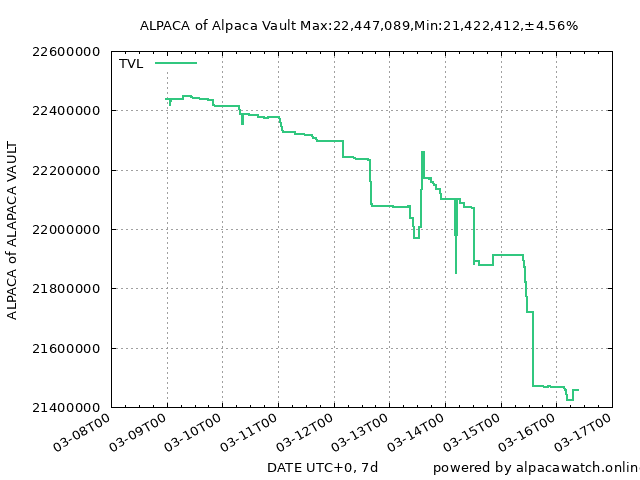 ALPACA of Alpaca Vault Max:22,447,089,Min:21,422,412,±4.56%
22600000
TVL
22400000
22200000
22000000
21800000
21600000
21400000
ALPACA of ALAPACA VAULT
03-08T00
03-09T00
03-10T00
03-11T00
03-12T00
03-13T00
03-14T00
03-15T00
03-16T00
03-17T00
DATE UTC+0, 7d
powered by alpacawatch.online